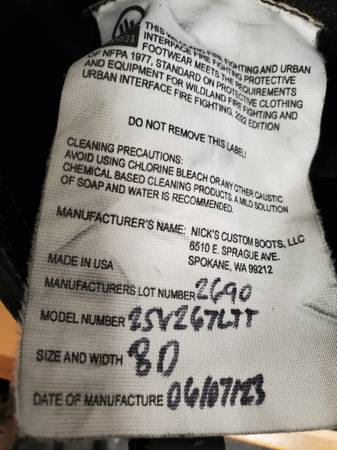 THIS WILDLAND FIRE FIGHTING AND URBAN
INTERFACE FIRE FIGHTING PROTECTIVE
FOOTWEAR MEETS THE REQUIREMENTS
OF NFPA 1977, STANDARD ON PROTECTIVE CLOTHING
AND EQUIPMENT FOR WILDLAND FIRE FIGHTING AND
URBAN INTERFACE FIRE FIGHTING, 2022 EDITION
DO NOT REMOVE THIS LABEL!
CLEANING PRECAUTIONS:
AVOID USING CHLORINE BLEACH OR ANY OTHER CAUSTIC
CHEMICAL BASED CLEANING PRODUCTS. A MILD SOLUTION
OF SOAP AND WATER IS RECOMMENDED.
MANUFACTURER'S NAME: NICK'S CUSTOM BOOTS, LLC
6510 E. SPRAGUE AVE.
SPOKANE, WA 99212
MADE IN USA
MANUFACTURERS LOT NUMBER 2690
MODEL NUMBER 25V267LTT
SIZE AND WIDTH 8D
DATE OF MANUFACTURE 06/07/23